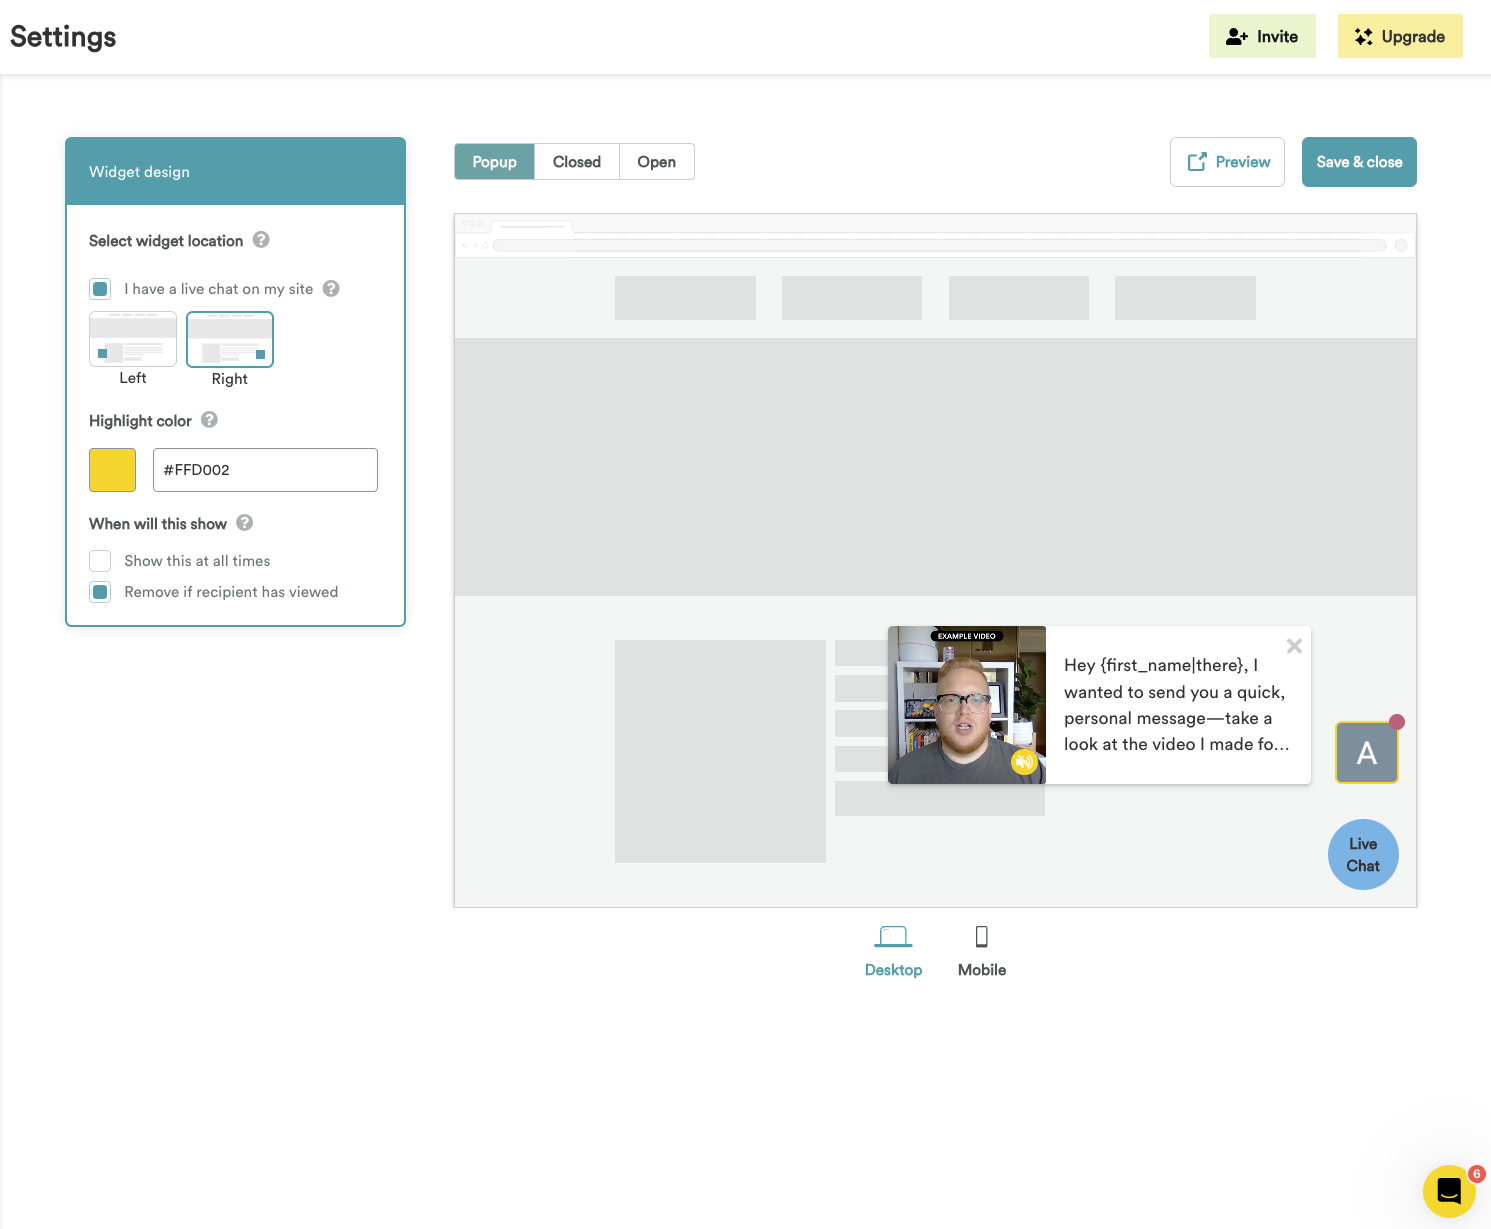 Settings
Invite
Upgrade
Widget design
Popup
Closed
Open
Preview
Save & close
Select widget location
I have a live chat on my site
Left
Right
Highlight color
#FFD002
When will this show
Show this at all times
Remove if recipient has viewed
EXAMPLE VIDEO
Hey {first_name|there}, I
wanted to send you a quick,
personal message—take a
look at the video I made fo...
A
Live
Chat
Desktop
Mobile
6